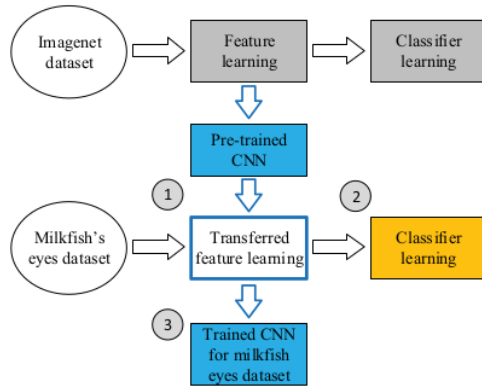 Imagenet
dataset
Feature
learning
Classifier
learning
Pre-trained
CNN
1
2
Milkfish's
eyes dataset
Transferred
feature learning
Classifier
learning
3
Trained CNN
for milkfish
eyes dataset